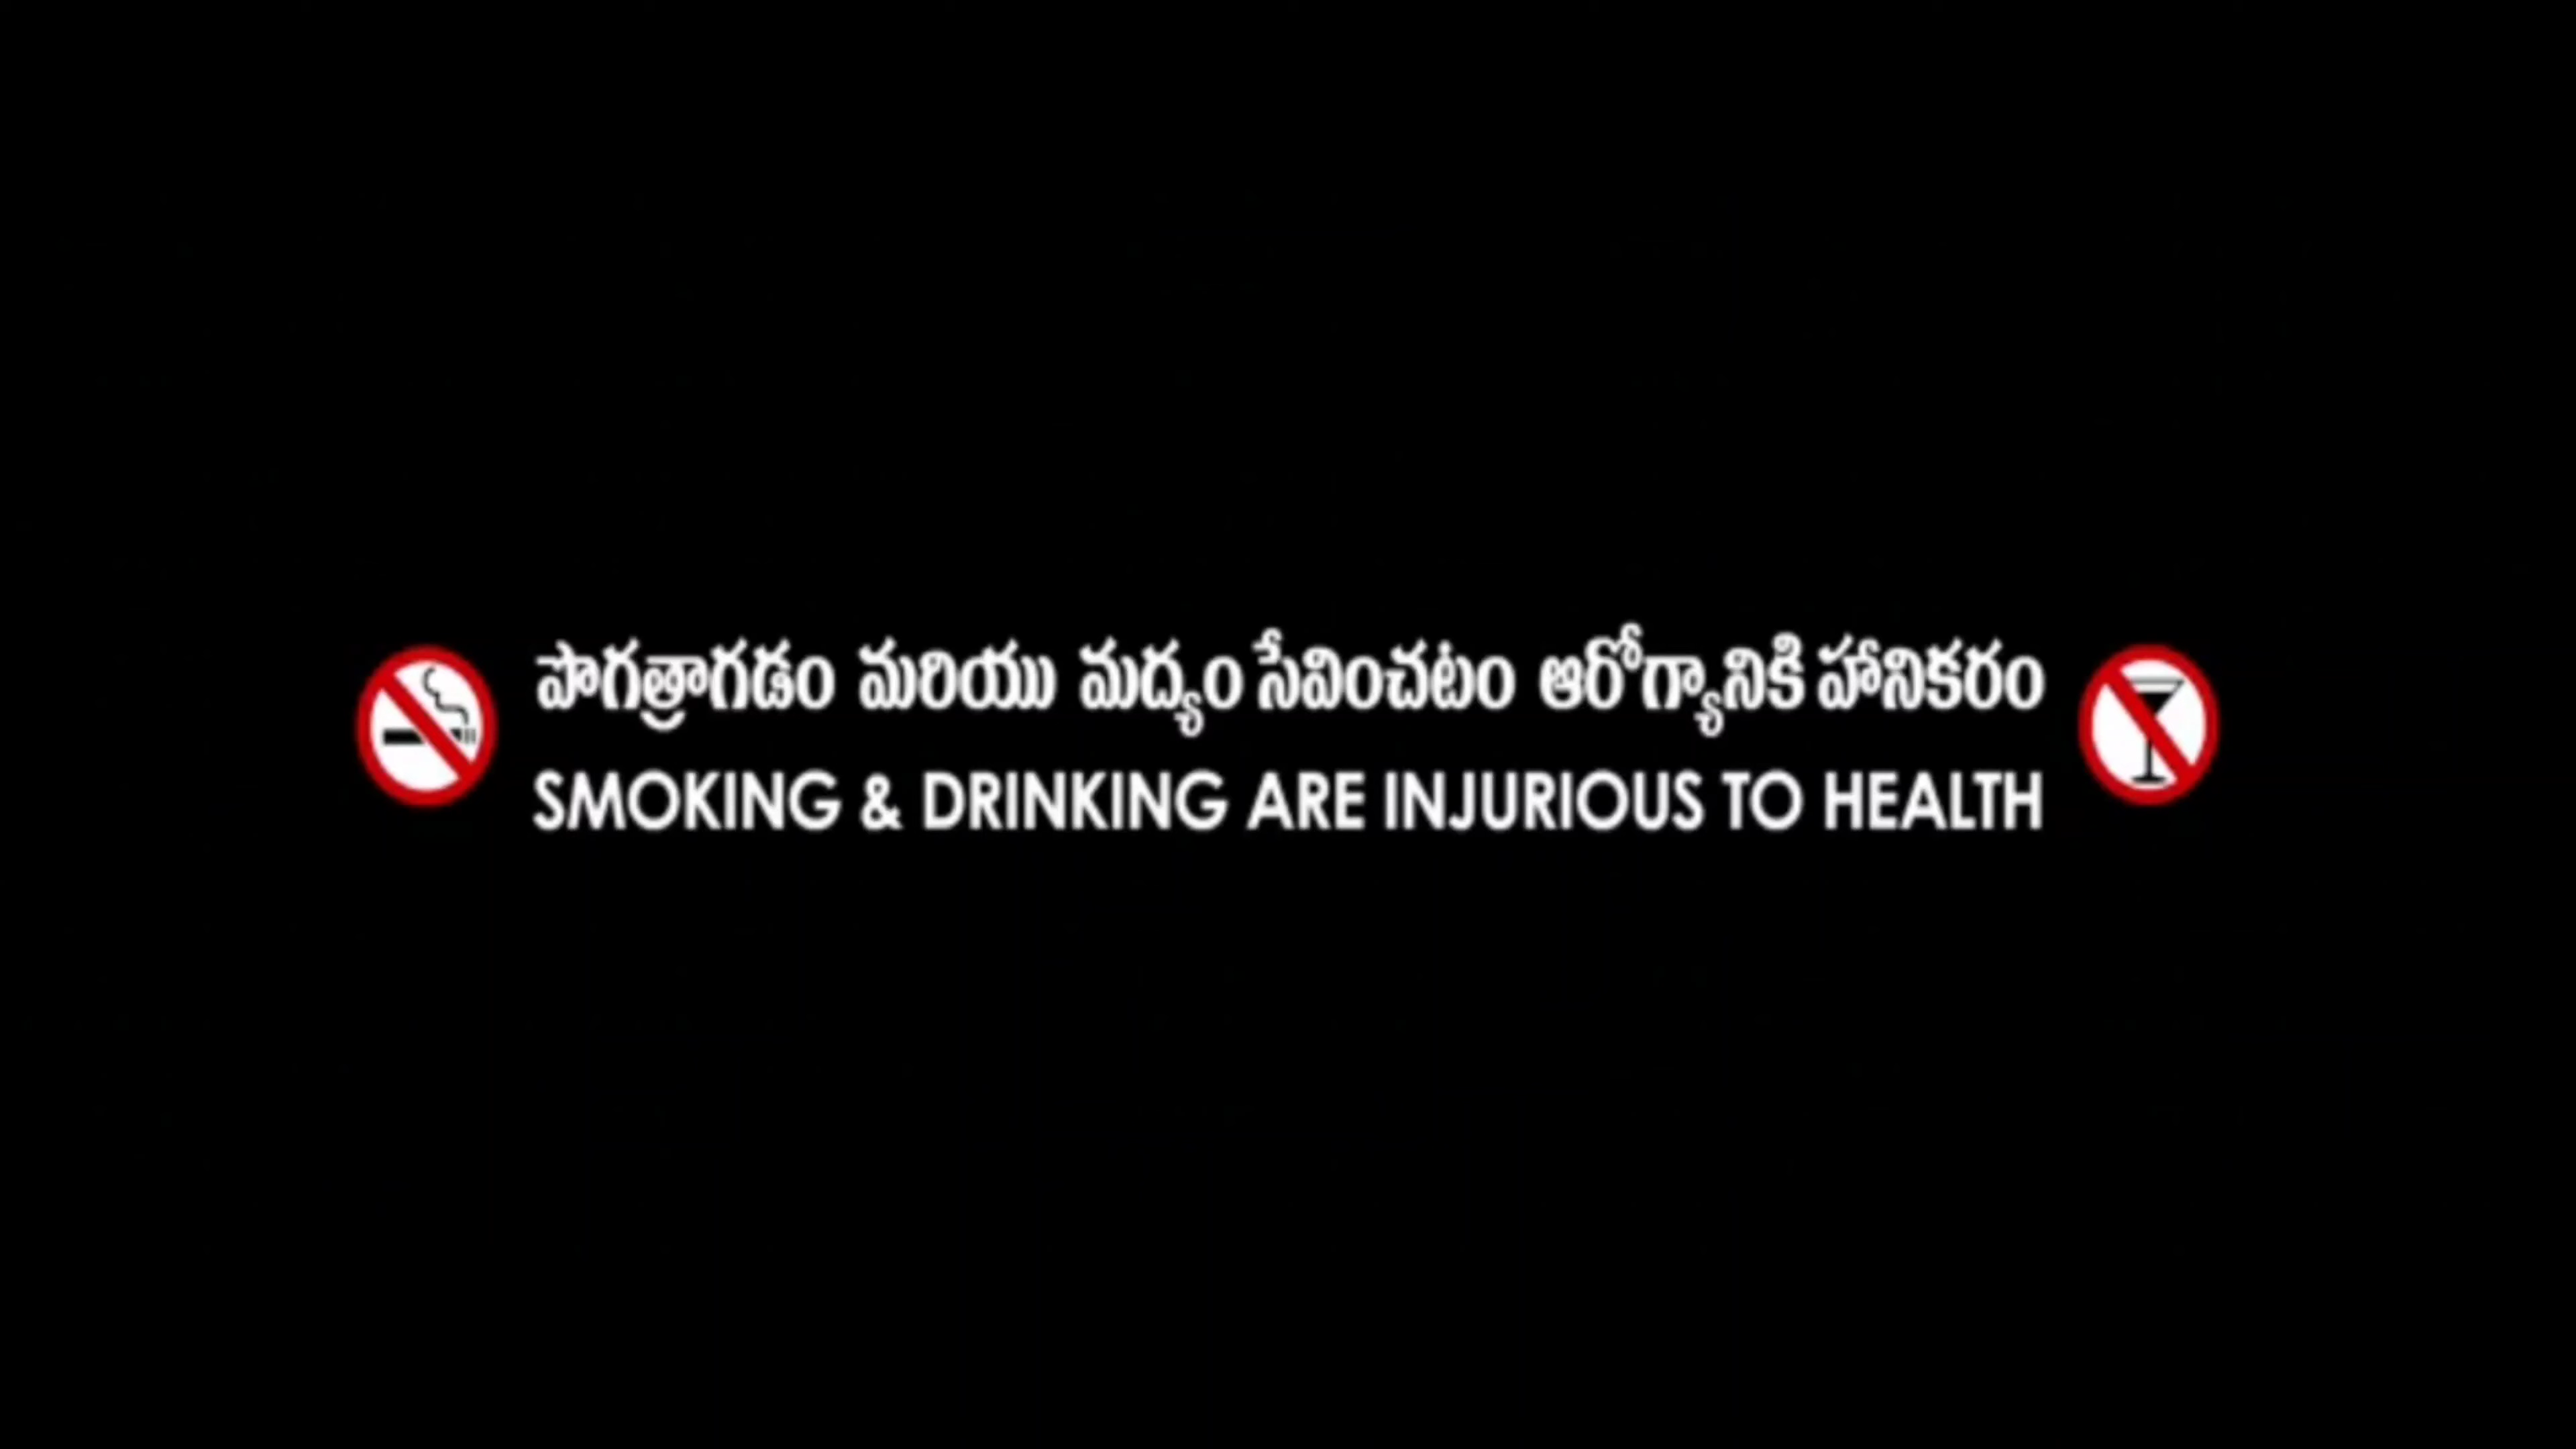 పొగత్రాగడం మరియు మద్యం సేవించటం ఆరోగ్యానికి హానికరం
SMOKING & DRINKING ARE INJURIOUS TO HEALTH